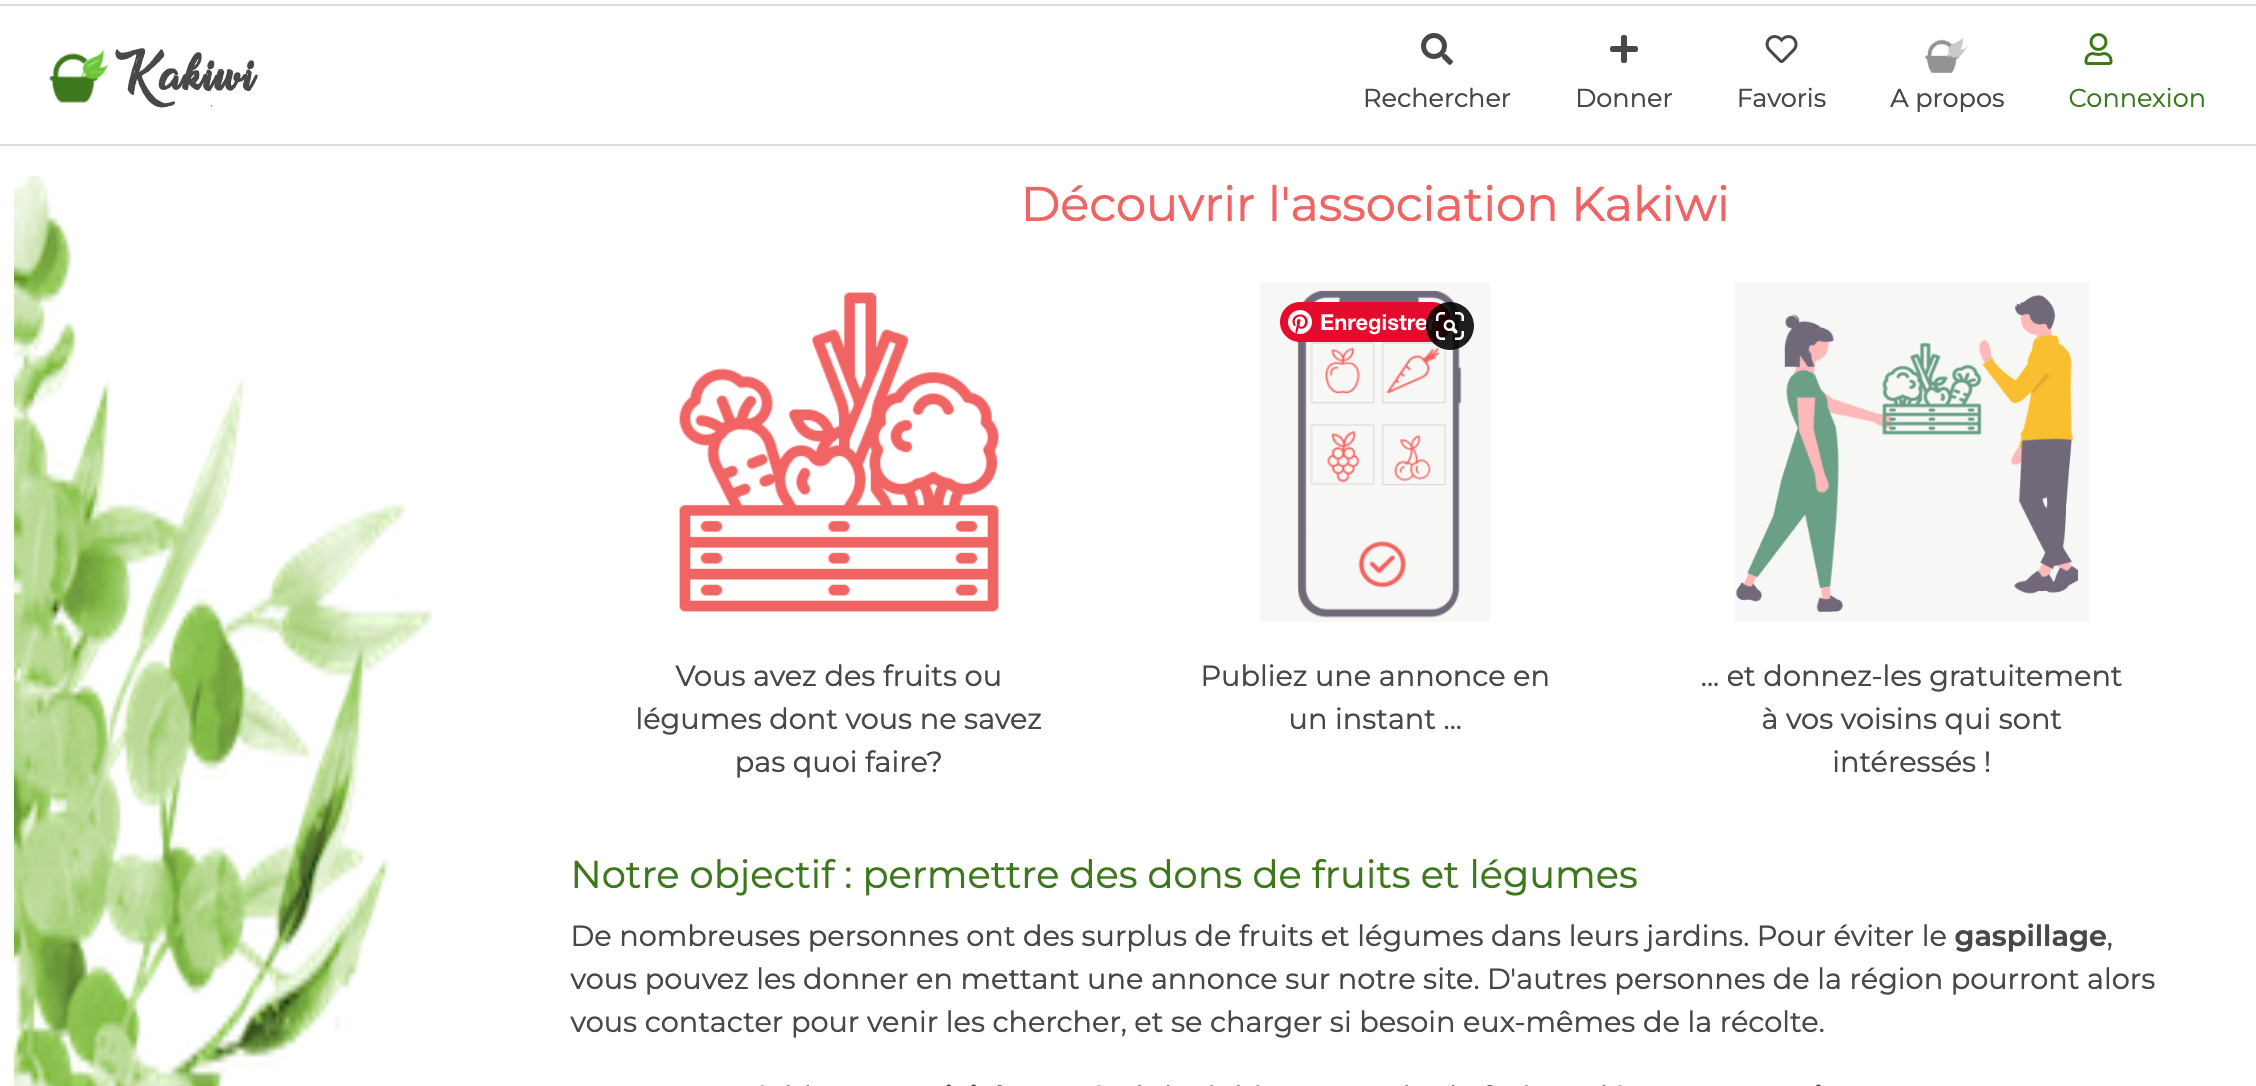 Kakiwi
Rechercher
Donner
Favoris
A propos
Connexion
Découvrir l'association Kakiwi
Enregistre
Vous avez des fruits ou
légumes dont vous ne savez
pas quoi faire?
Publiez une annonce en
un instant ...
... et donnez-les gratuitement
à vos voisins qui sont
intéressés !
Notre objectif : permettre des dons de fruits et légumes
De nombreuses personnes ont des surplus de fruits et légumes dans leurs jardins. Pour éviter le gaspillage,
vous pouvez les donner en mettant une annonce sur notre site. D'autres personnes de la région pourront alors
vous contacter pour venir les chercher, et se charger si besoin eux-mêmes de la récolte.